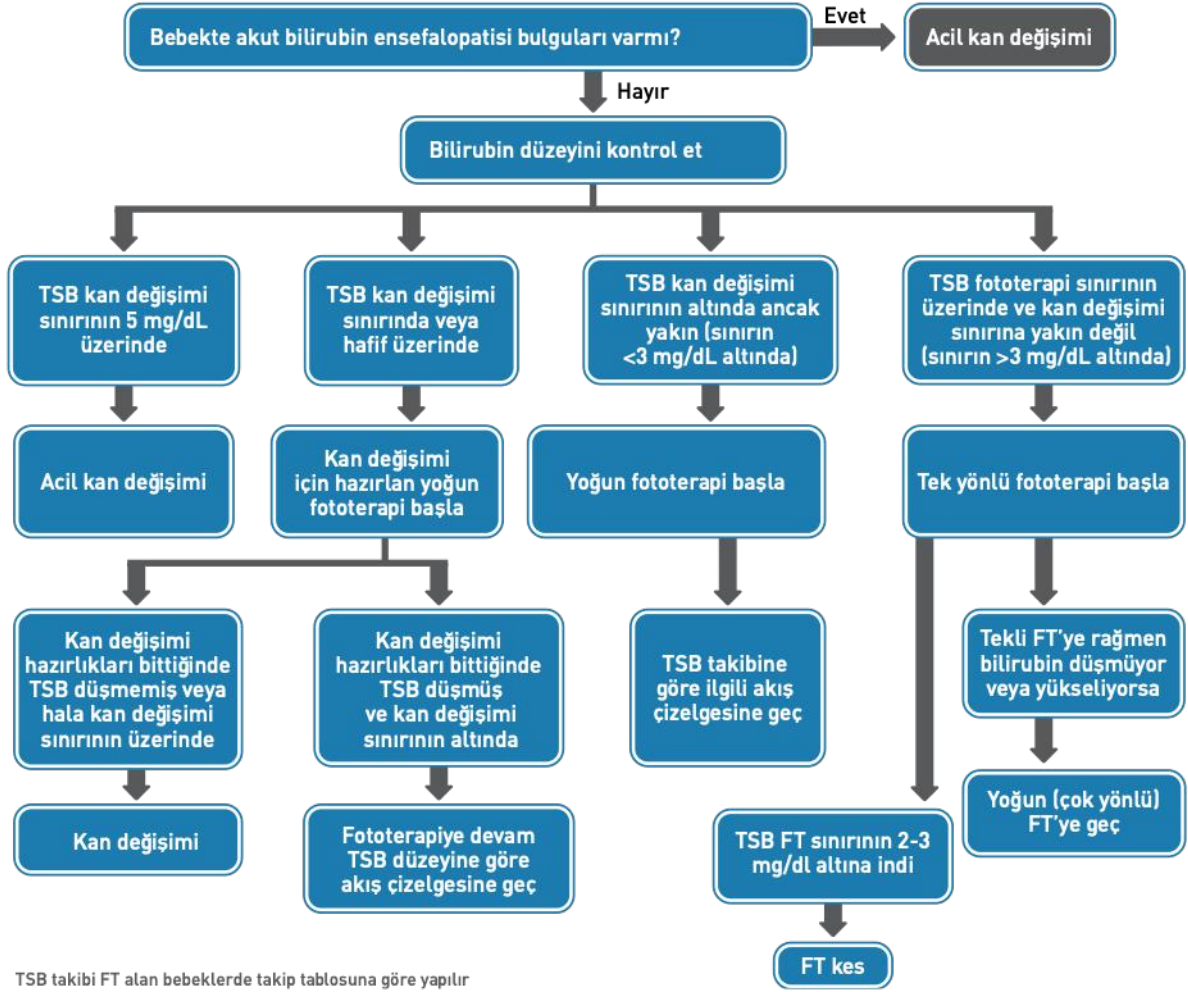 Bebekte akut bilirubin ensefalopatisi bulguları varmı?
Evet
Acil kan değişimi
Hayır
Bilirubin düzeyini kontrol et
TSB kan değişimi
sınırının 5 mg/dL
üzerinde
TSB kan değişimi
sınırında veya
hafif üzerinde
TSB kan değişimi
sınırının altında ancak
yakın (sınırın
<3 mg/dL altında)
TSB fototerapi sınırının
üzerinde ve kan değişimi
sınırına yakın değil
(sınırın >3 mg/dL altında)
Acil kan değişimi
Kan değişimi
için hazırlan yoğun
fototerapi başla
Yoğun fototerapi başla
Tek yönlü fototerapi başla
Kan değişimi
hazırlıkları bittiğinde
TSB düşmemiş veya
hala kan değişimi
sınırının üzerinde
Kan değişimi
hazırlıkları bittiğinde
TSB düşmüş
ve kan değişimi
sınırının altında
TSB takibine
göre ilgili akış
çizelgesine geç
Tekli FT’ye rağmen
bilirubin düşmüyor
veya yükseliyorsa
Kan değişimi
Fototerapiye devam
TSB düzeyine göre
akış çizelgesine geç
TSB FT sınırının 2-3
mg/dl altına indi
Yoğun (çok yönlü)
FT’ye geç
FT kes
TSB takibi FT alan bebeklerde takip tablosuna göre yapılır